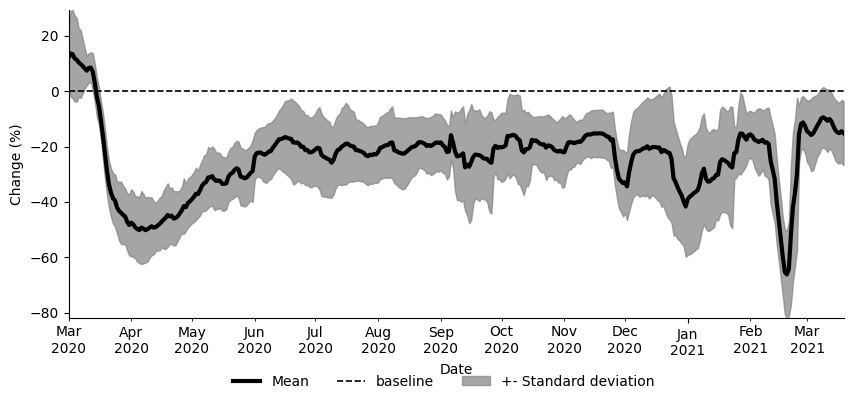 20
0
−20
−40
−60
−80
Change (%)
Mar Apr May Jun Jul Aug Sep Oct Nov Dec Jan Feb Mar
2020 2020 2020 2020 2020 2020 2020 2020 2020 2020 2021 2021 2021
Date
Mean baseline +- Standard deviation